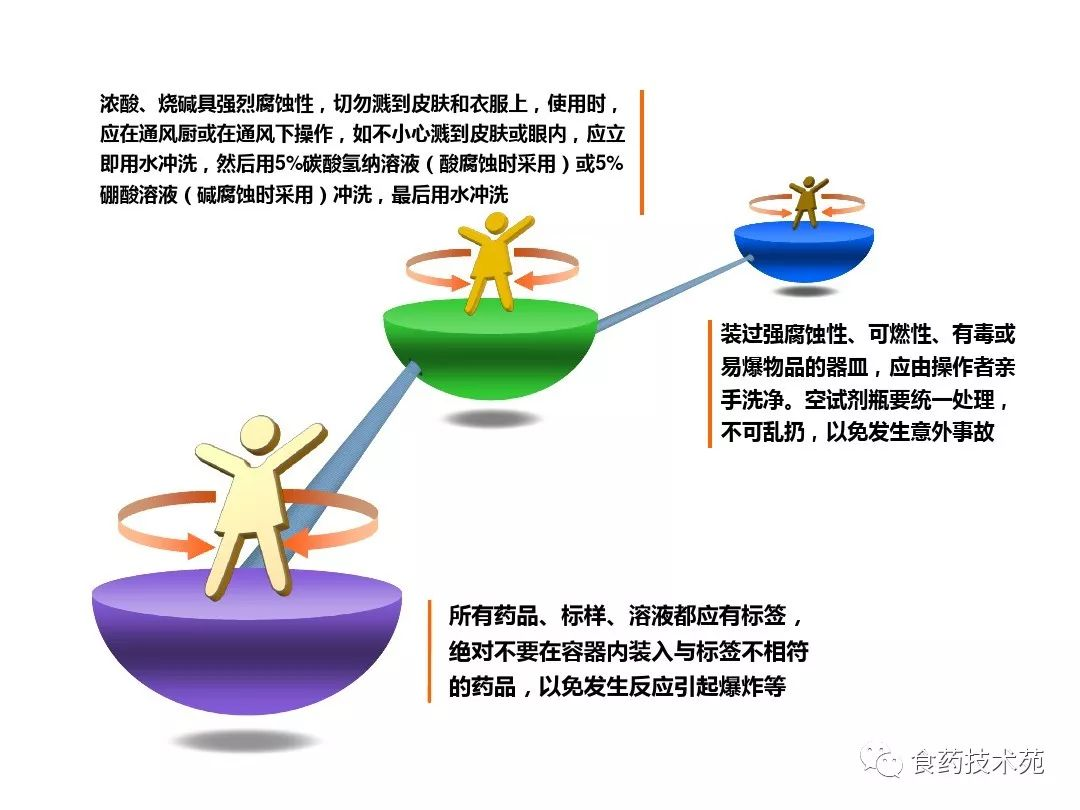 浓酸、烧碱具强烈腐蚀性，切勿溅到皮肤和衣服上，使用时，
应在通风厨或在通风下操作，如不小心溅到皮肤或眼内，应立
即用水冲洗，然后用5%碳酸氢纳溶液（酸腐蚀时采用）或5%
硼酸溶液（碱腐蚀时采用）冲洗，最后用水冲洗
装过强腐蚀性、可燃性、有毒或
易爆物品的器皿，应由操作者亲
手洗净。空试剂瓶要统一处理，
不可乱扔，以免发生意外事故
所有药品、标样、溶液都应有标签，
绝对不要在容器内装入与标签不相符
的药品，以免发生反应引起爆炸等
食药技术苑